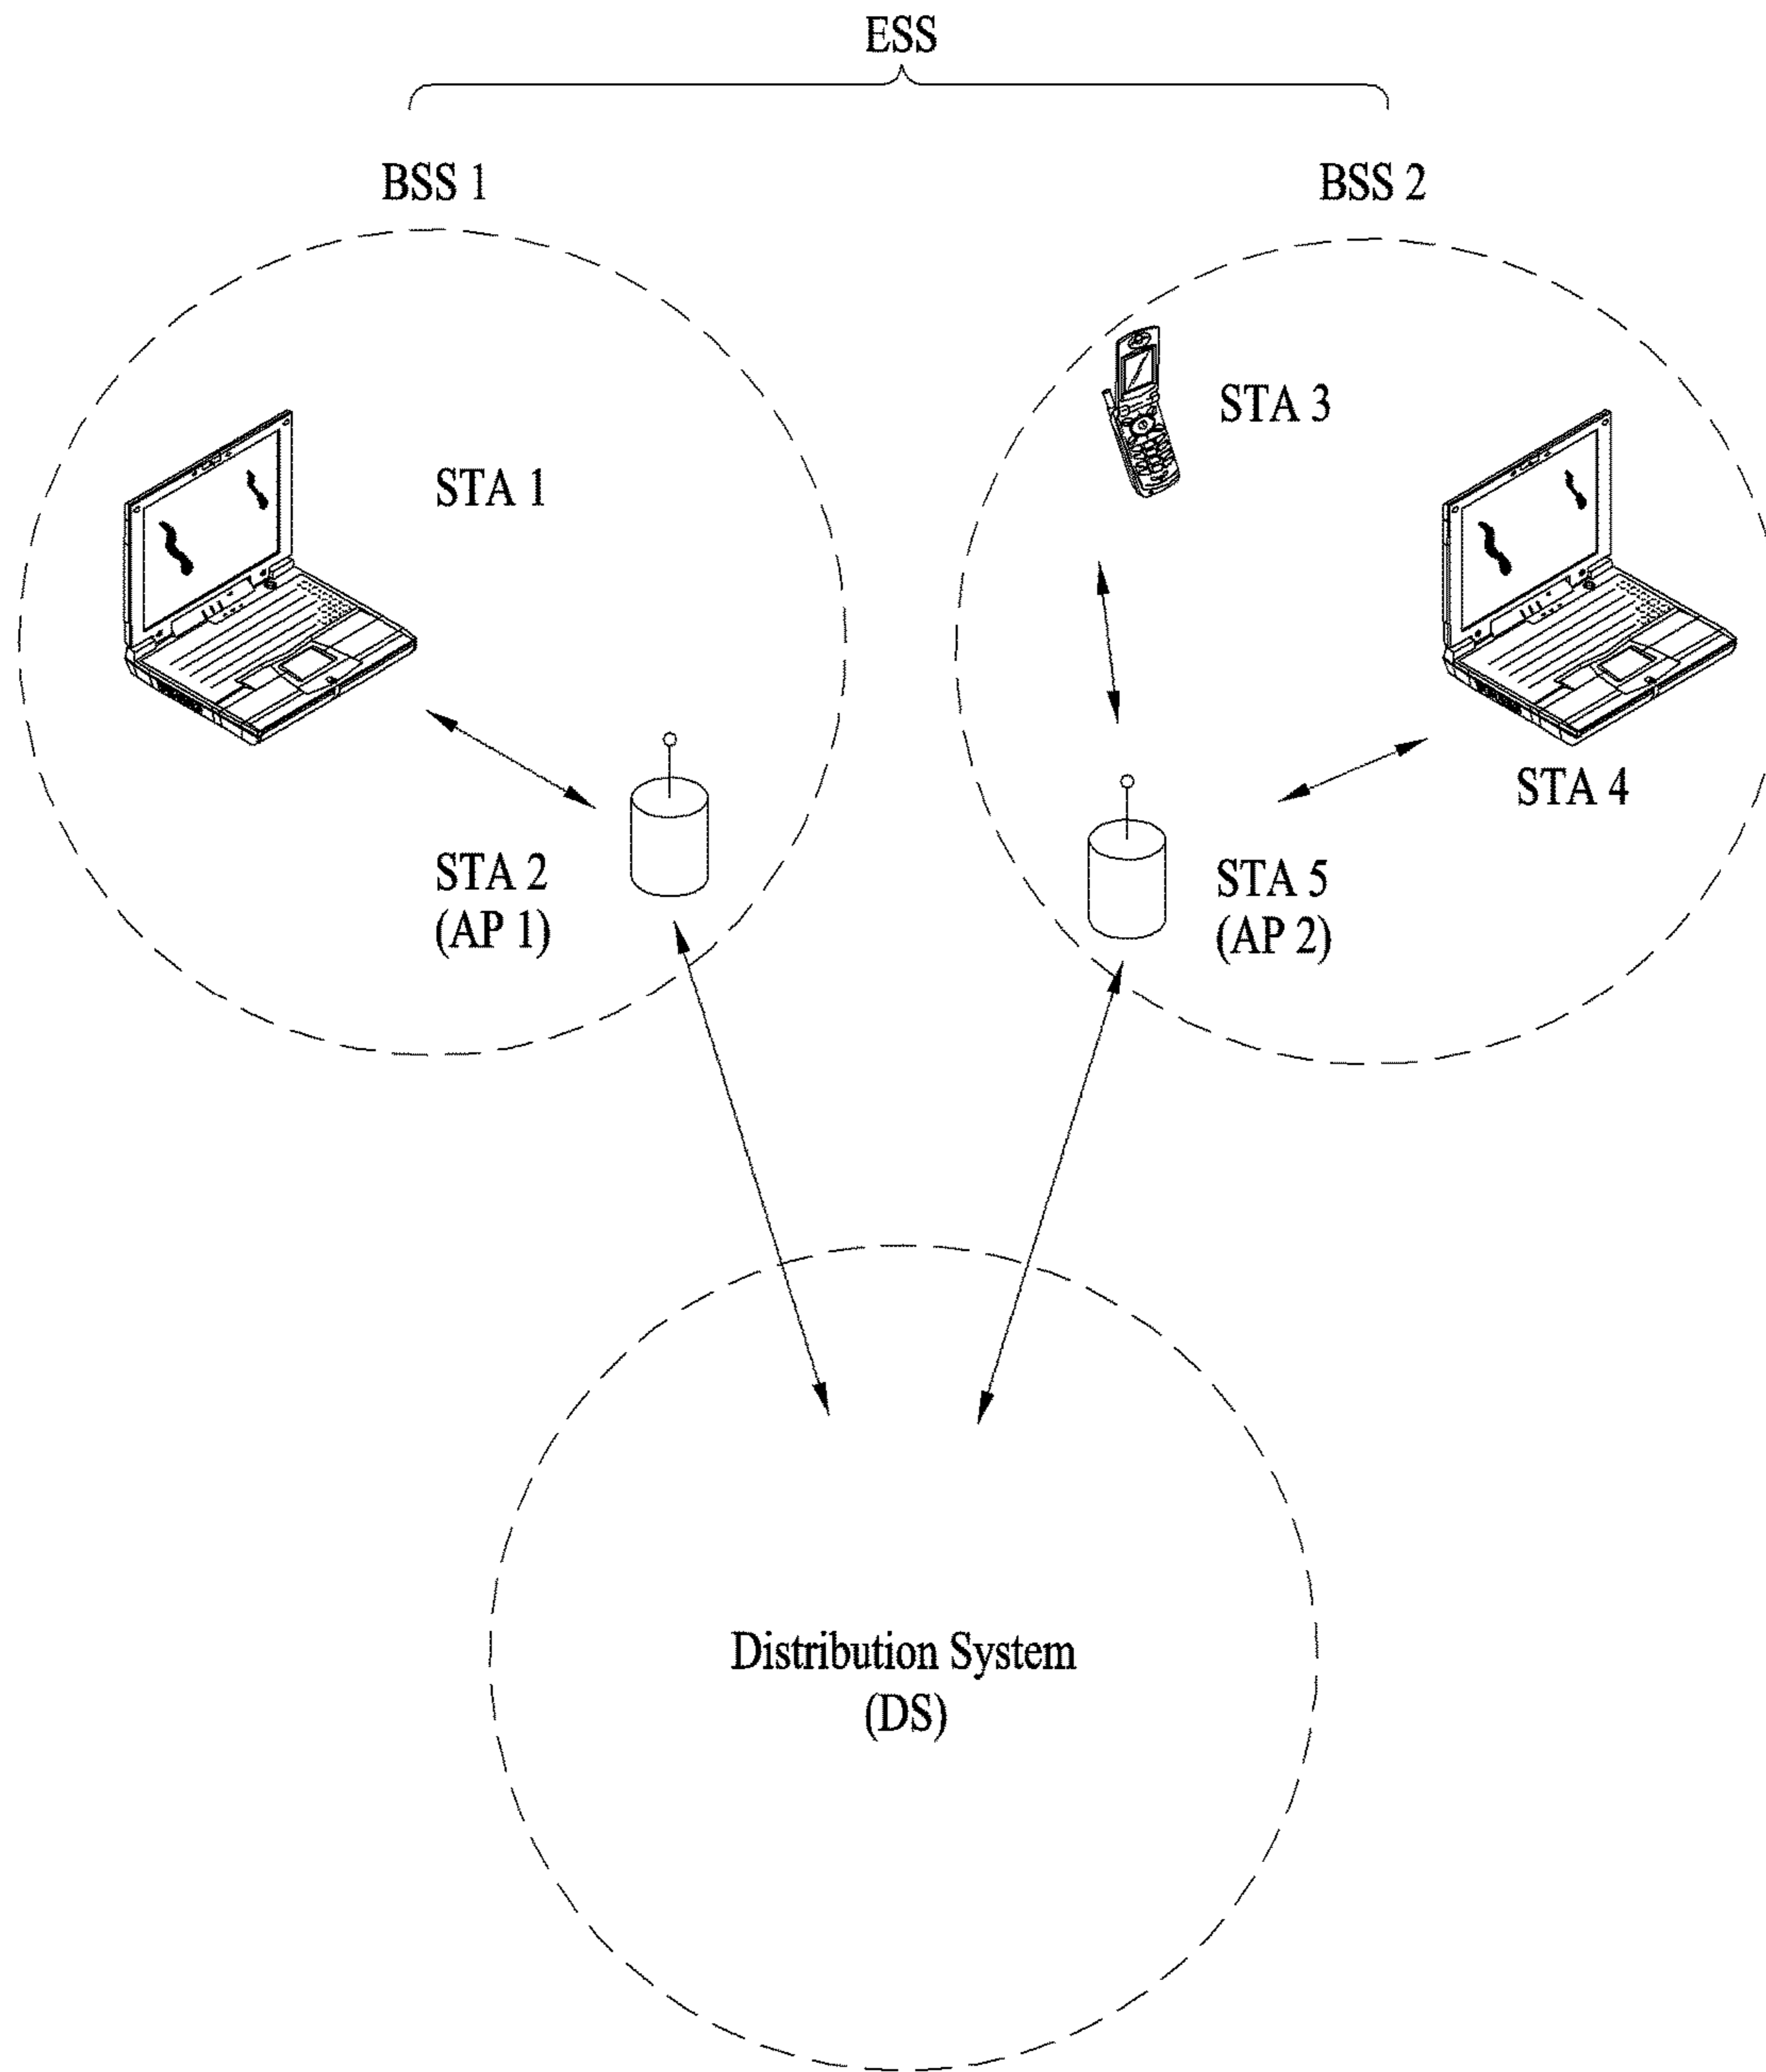 ESS
BSS 1
BSS 2
STA 1
STA 3
STA 4
STA 2
(AP 1)
STA 5
(AP 2)
Distribution System
(DS)